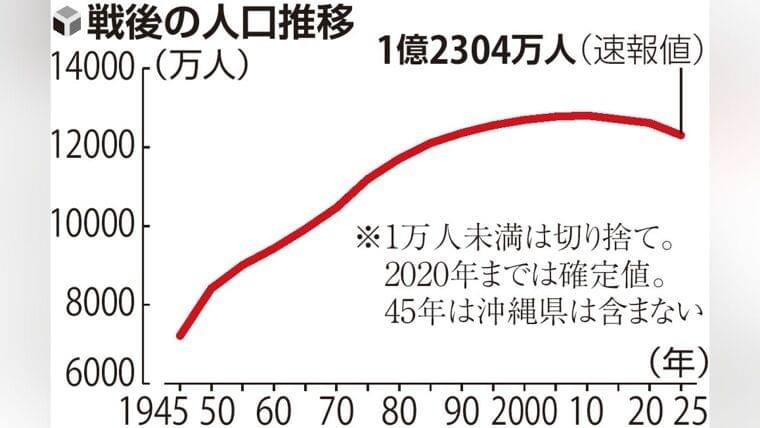 戦後の人口推移
1億2304万人(速報値)
14000(万人)
12000
10000
8000
6000
※1万人未満は切り捨て。
2020年までは確定値。
45年は沖縄県は含まない
(年)
1945 50 60 70 80 90 2000 10 20 25